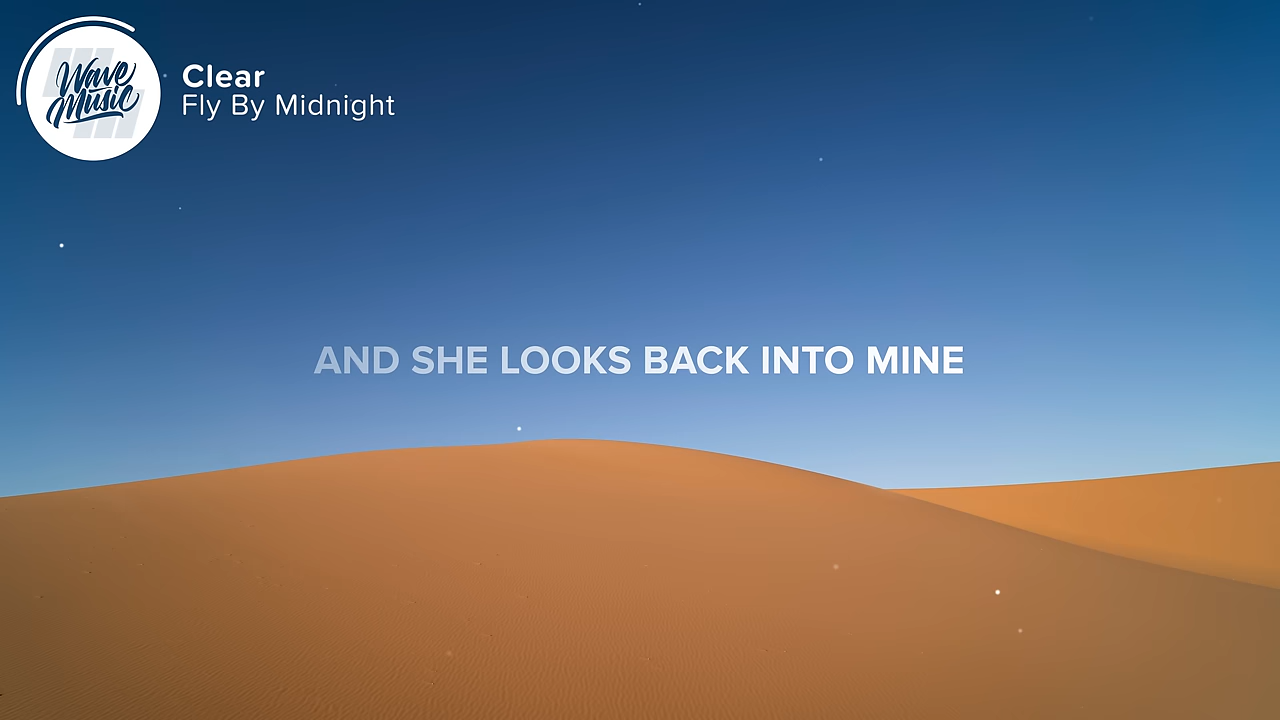 Wave
Music
Clear
Fly By Midnight
AND SHE LOOKS BACK INTO MINE